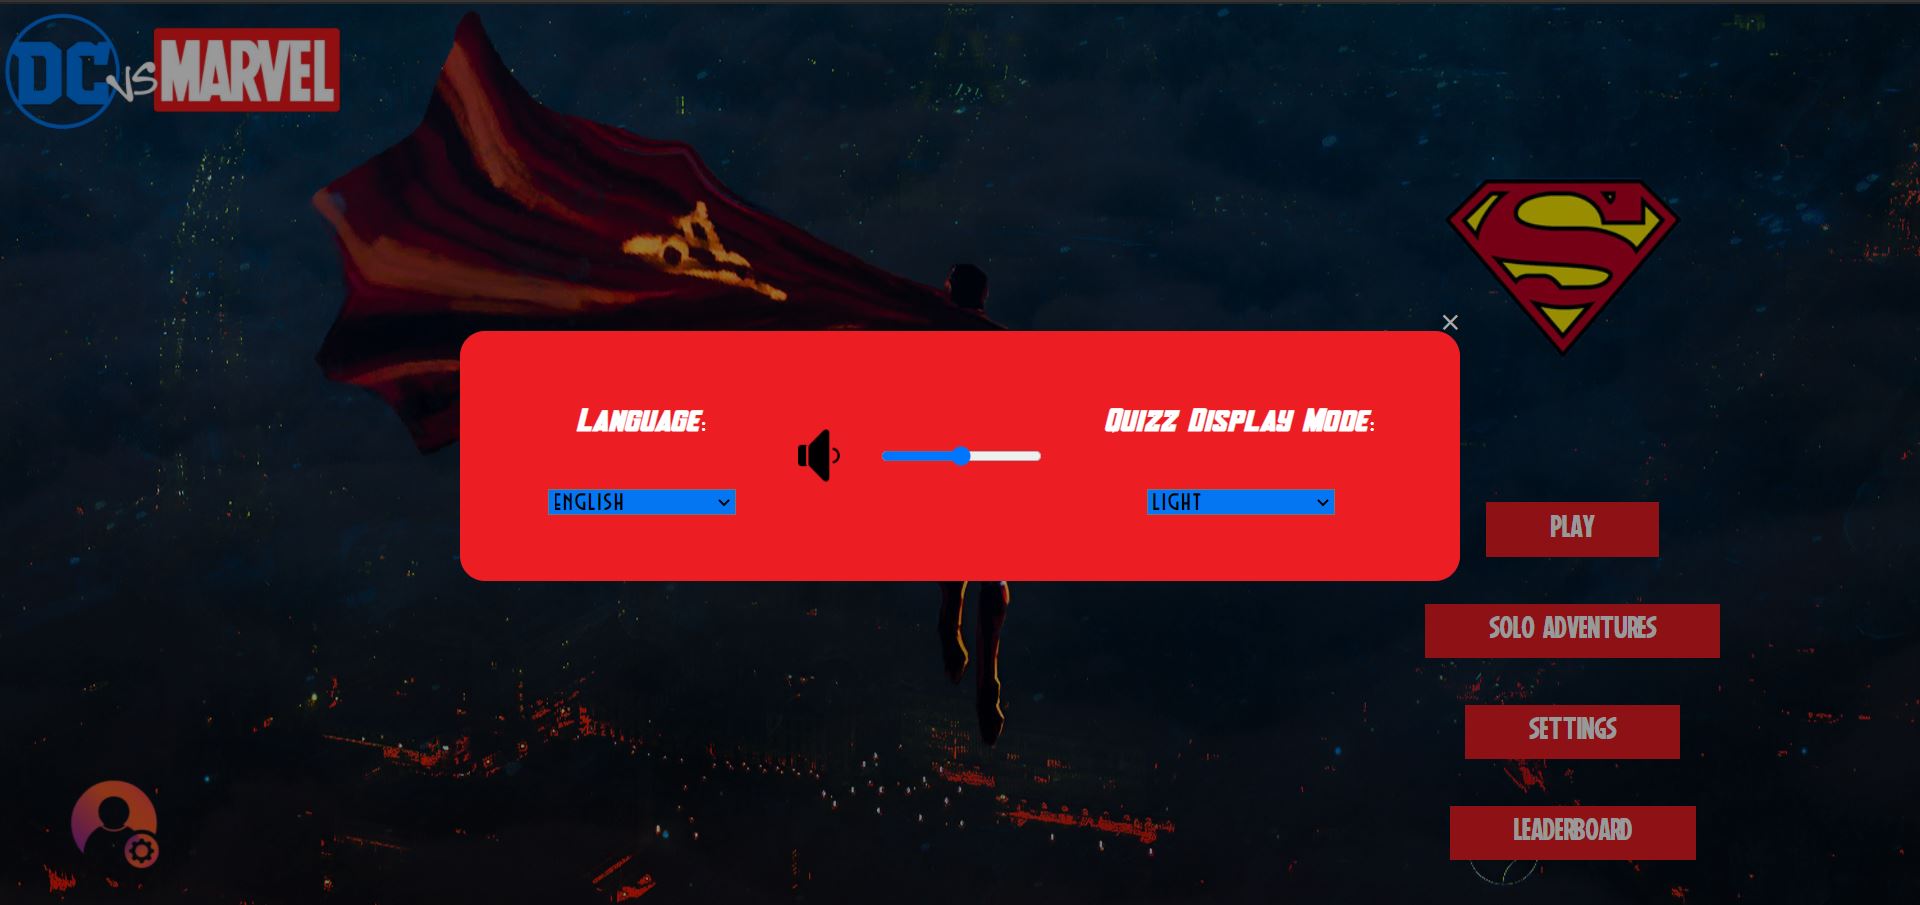 DC vs MARVEL
LANGUAGE:
QUIZZ DISPLAY MODE:
ENGLISH
LIGHT
PLAY
SOLO ADVENTURES
SETTINGS
LEADERBOARD